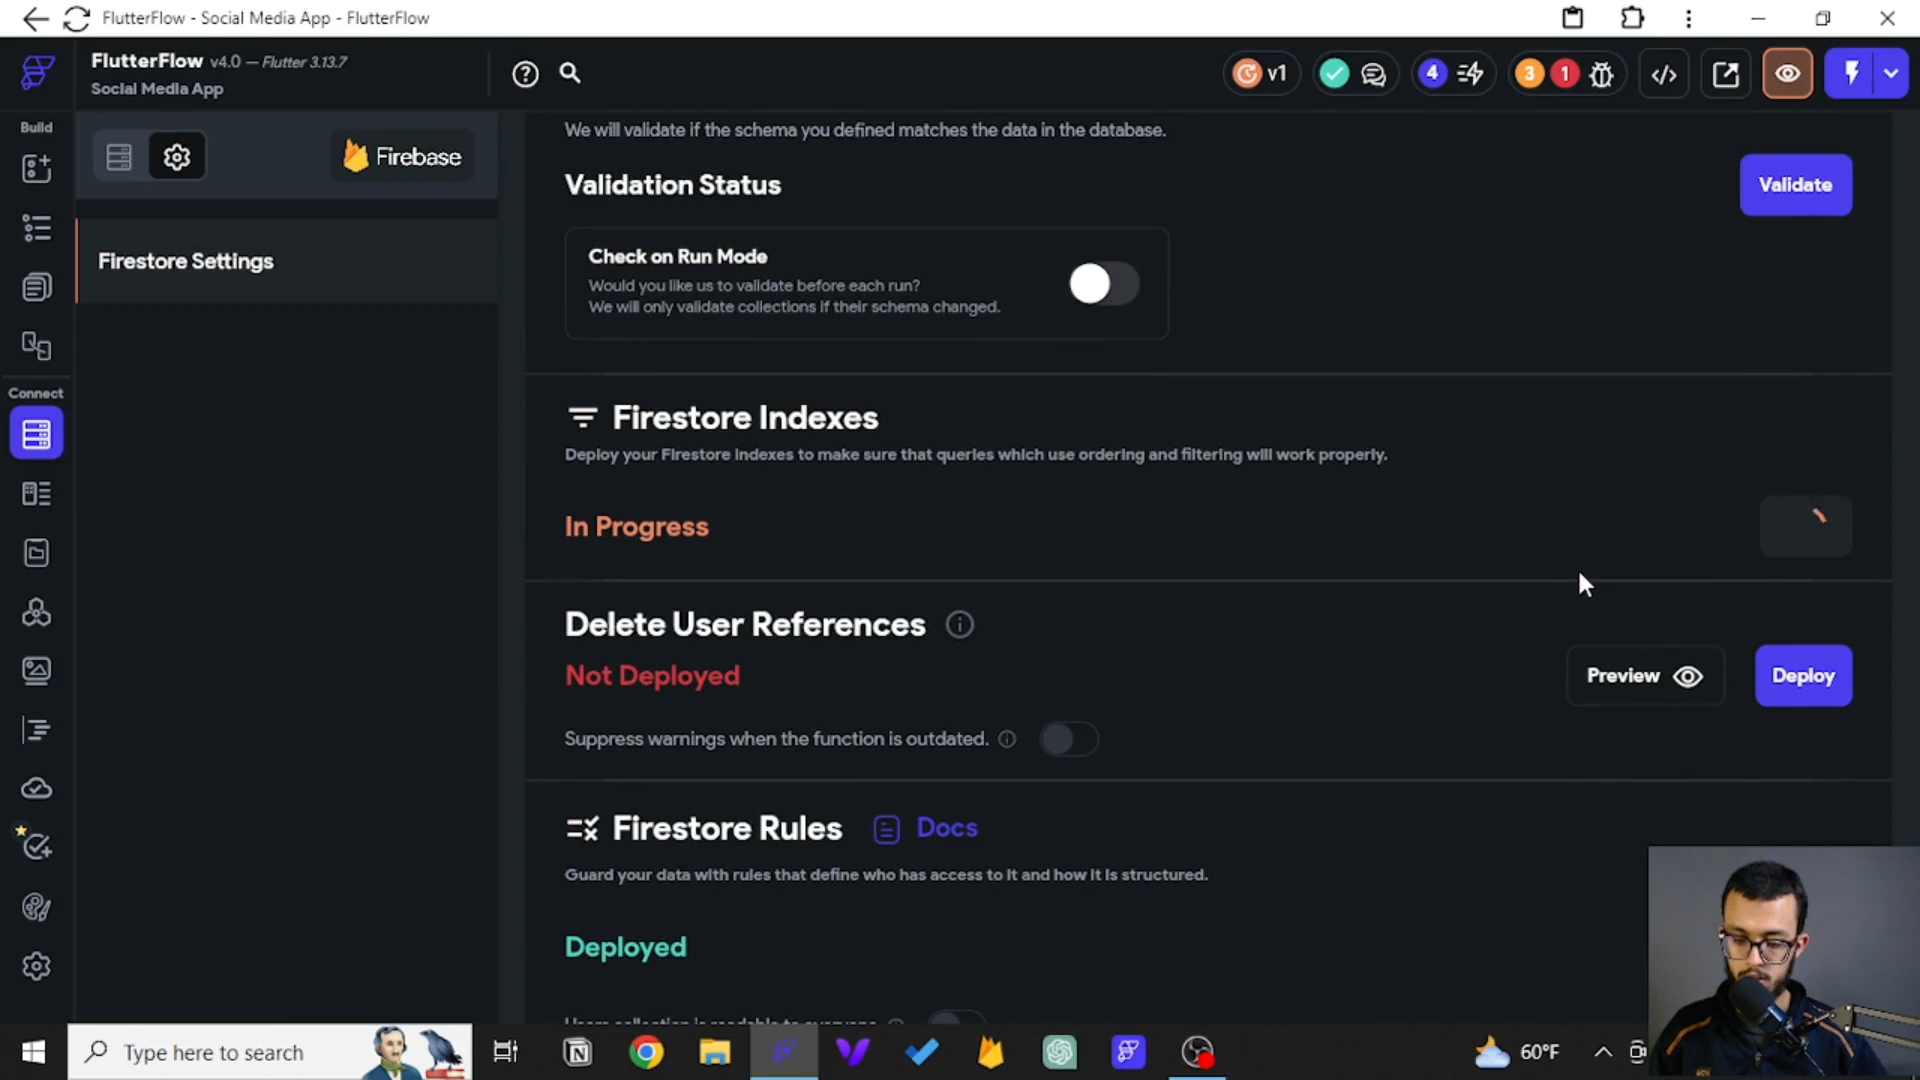 FlutterFlow - Social Media App - FlutterFlow
FlutterFlow v4.0 — Flutter 3.13.7
Social Media App
v1
4
3 1
Build
Firebase
Firestore Settings
Connect
We will validate if the schema you defined matches the data in the database.
Validation Status
Validate
Check on Run Mode
Would you like us to validate before each run?
We will only validate collections if their schema changed.
Firestore Indexes
Deploy your Firestore Indexes to make sure that queries which use ordering and filtering will work properly.
In Progress
Delete User References
Not Deployed
Preview
Deploy
Suppress warnings when the function is outdated.
Firestore Rules
Docs
Guard your data with rules that define who has access to it and how it is structured.
Deployed
Type here to search
60°F